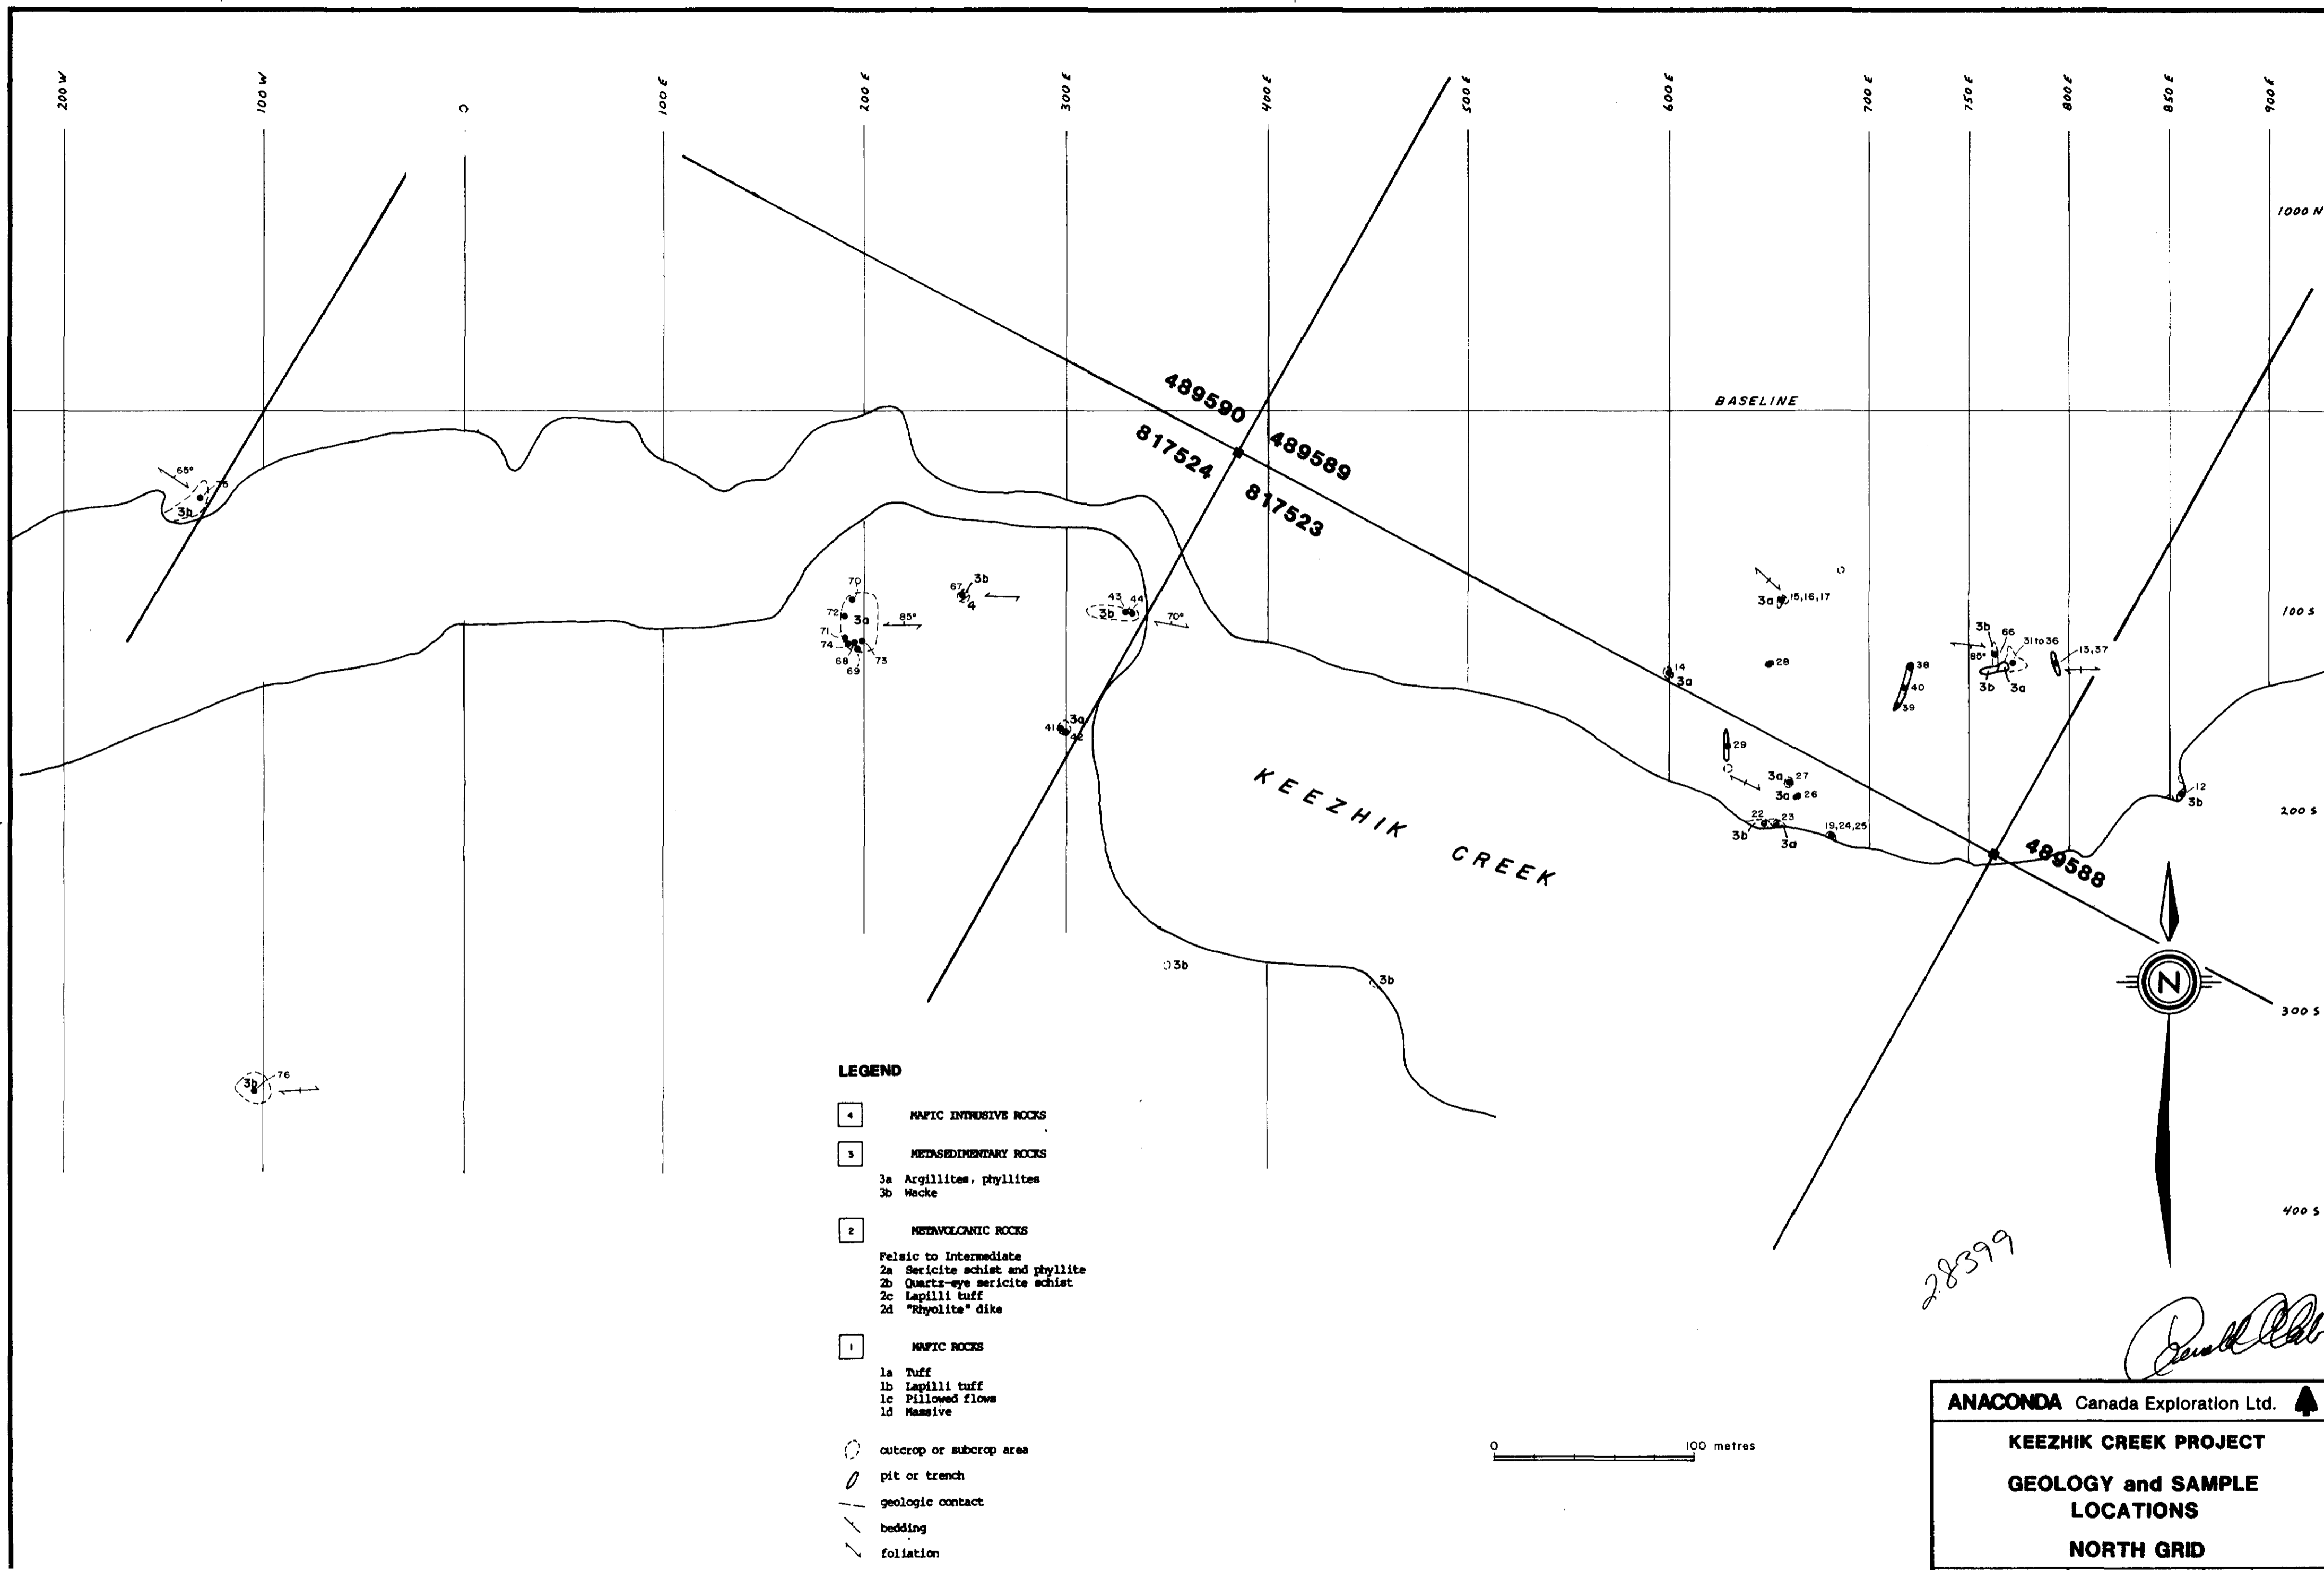 200 W
100 W
0
100 E
200 E
300 E
400 E
500 E
600 E
700 E
750 E
800 E
850 E
900 E
1000 N
BASELINE
489590
489589
817524
817523
65°
75
3b
70
72
3a
71
74
68
69
73
85°
67
3b
4
43
44
3b
70°
3a
15,16,17
100 S
14
3a
28
38
40
39
3b
66
31 to 36
85°
3b
3a
13,37
41
3a
42
29
3a
27
3a
26
22
23
3b
3a
19,24,25
12
3b
200 S
KEEZHIK CREEK
489588
3b
3b
N
300 S
3b
76
400 S
LEGEND
4 MAFIC INTRUSIVE ROCKS
3 METASEDIMENTARY ROCKS
3a Argillites, phyllites
3b Wacke
2 METAVOLCANIC ROCKS
Felsic to Intermediate
2a Sericite schist and phyllite
2b Quartz-eye sericite schist
2c Lapilli tuff
2d "Rhyolite" dike
1 MAFIC ROCKS
1a Tuff
1b Lapilli tuff
1c Pillowed flows
1d Massive
outcrop or subcrop area
pit or trench
geologic contact
bedding
foliation
0 100 metres
2.8399
ANACONDA Canada Exploration Ltd.
KEEZHIK CREEK PROJECT
GEOLOGY and SAMPLE
LOCATIONS
NORTH GRID